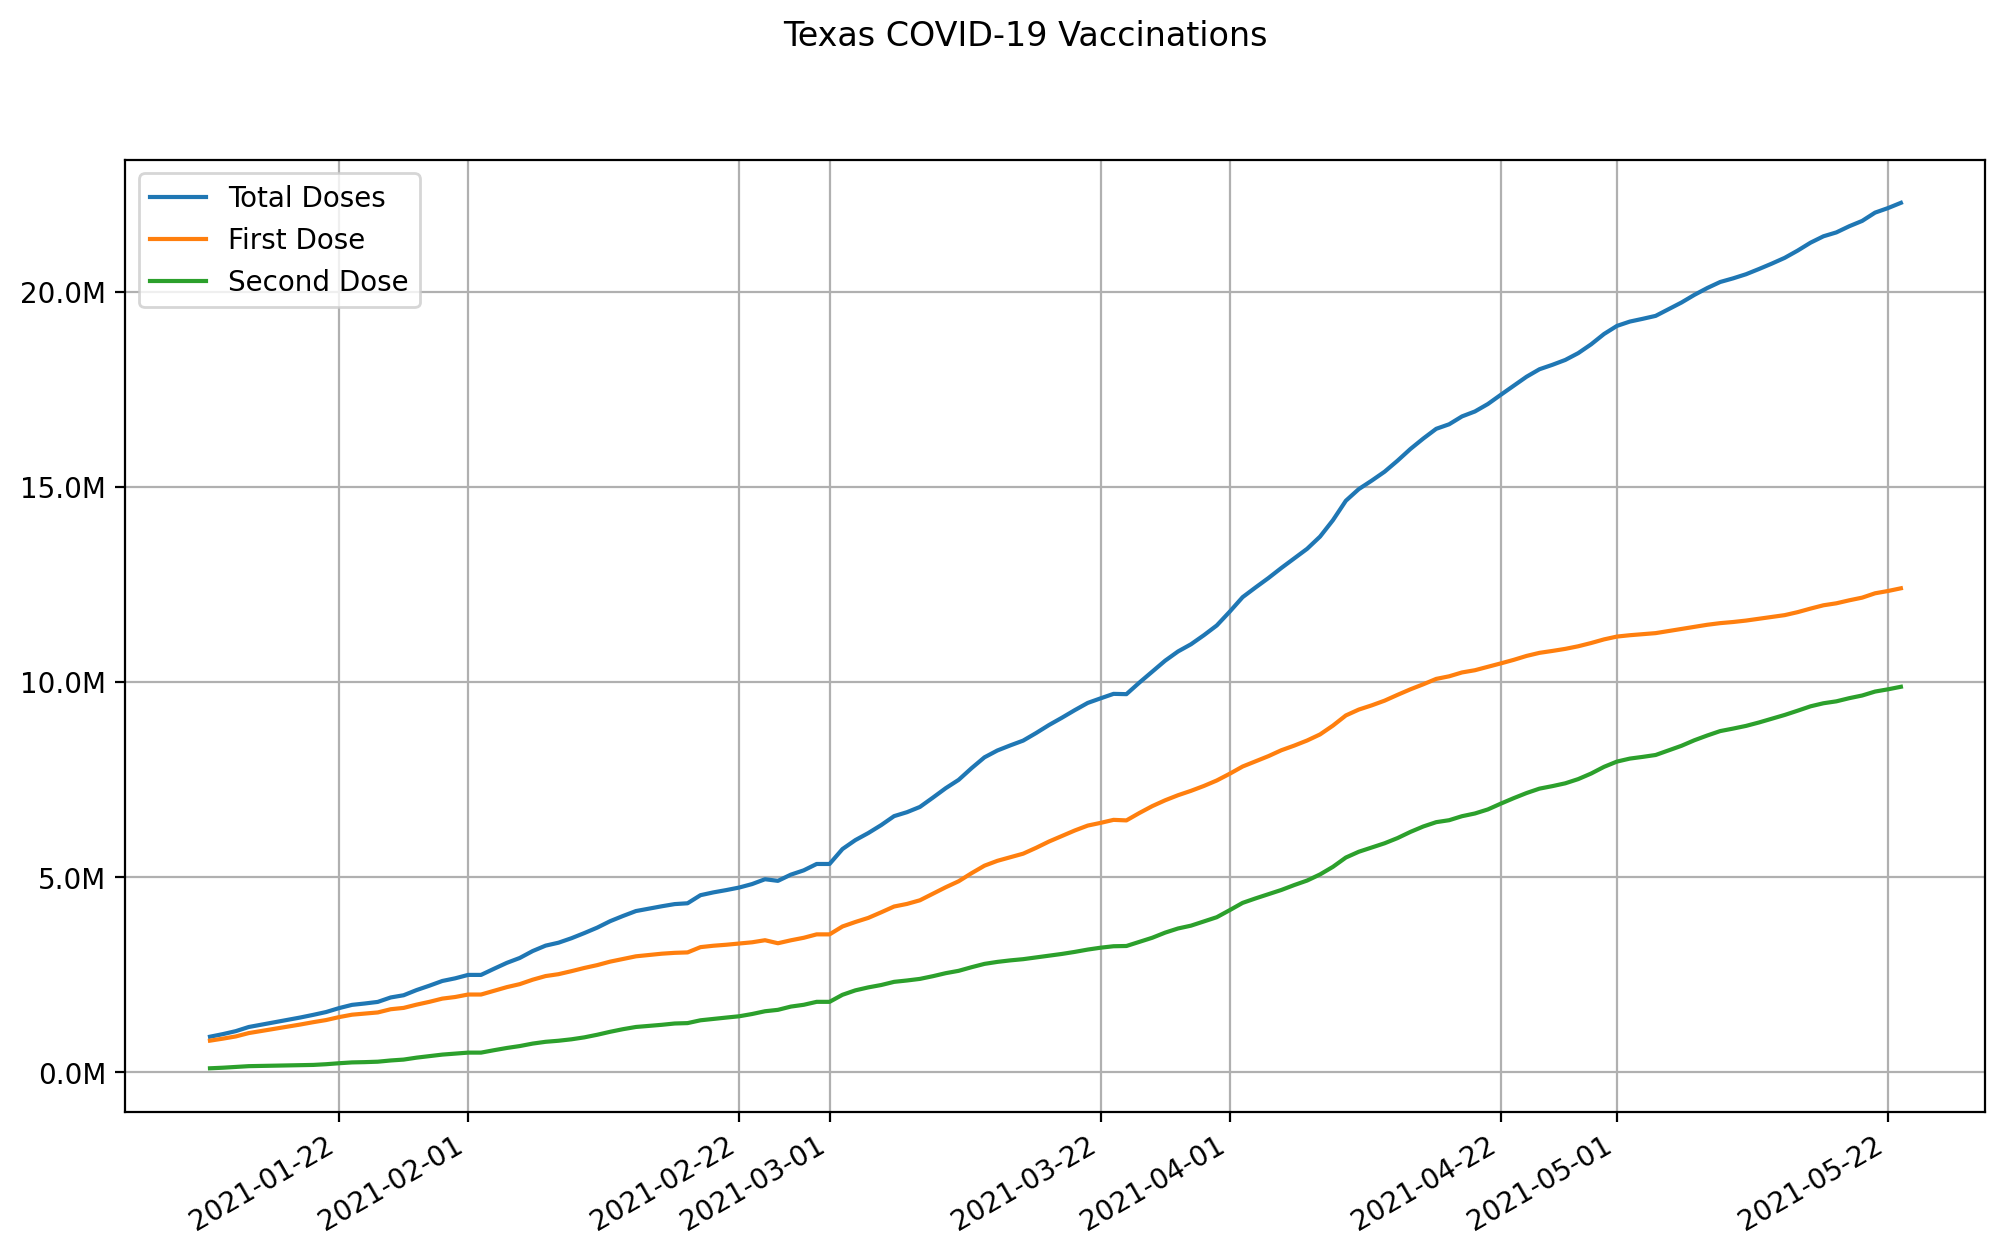 Texas COVID-19 Vaccinations
Total Doses
First Dose
Second Dose
20.0M
15.0M
10.0M
5.0M
0.0M
2021-01-22
2021-02-01
2021-02-22
2021-03-01
2021-03-22
2021-04-01
2021-04-22
2021-05-01
2021-05-22